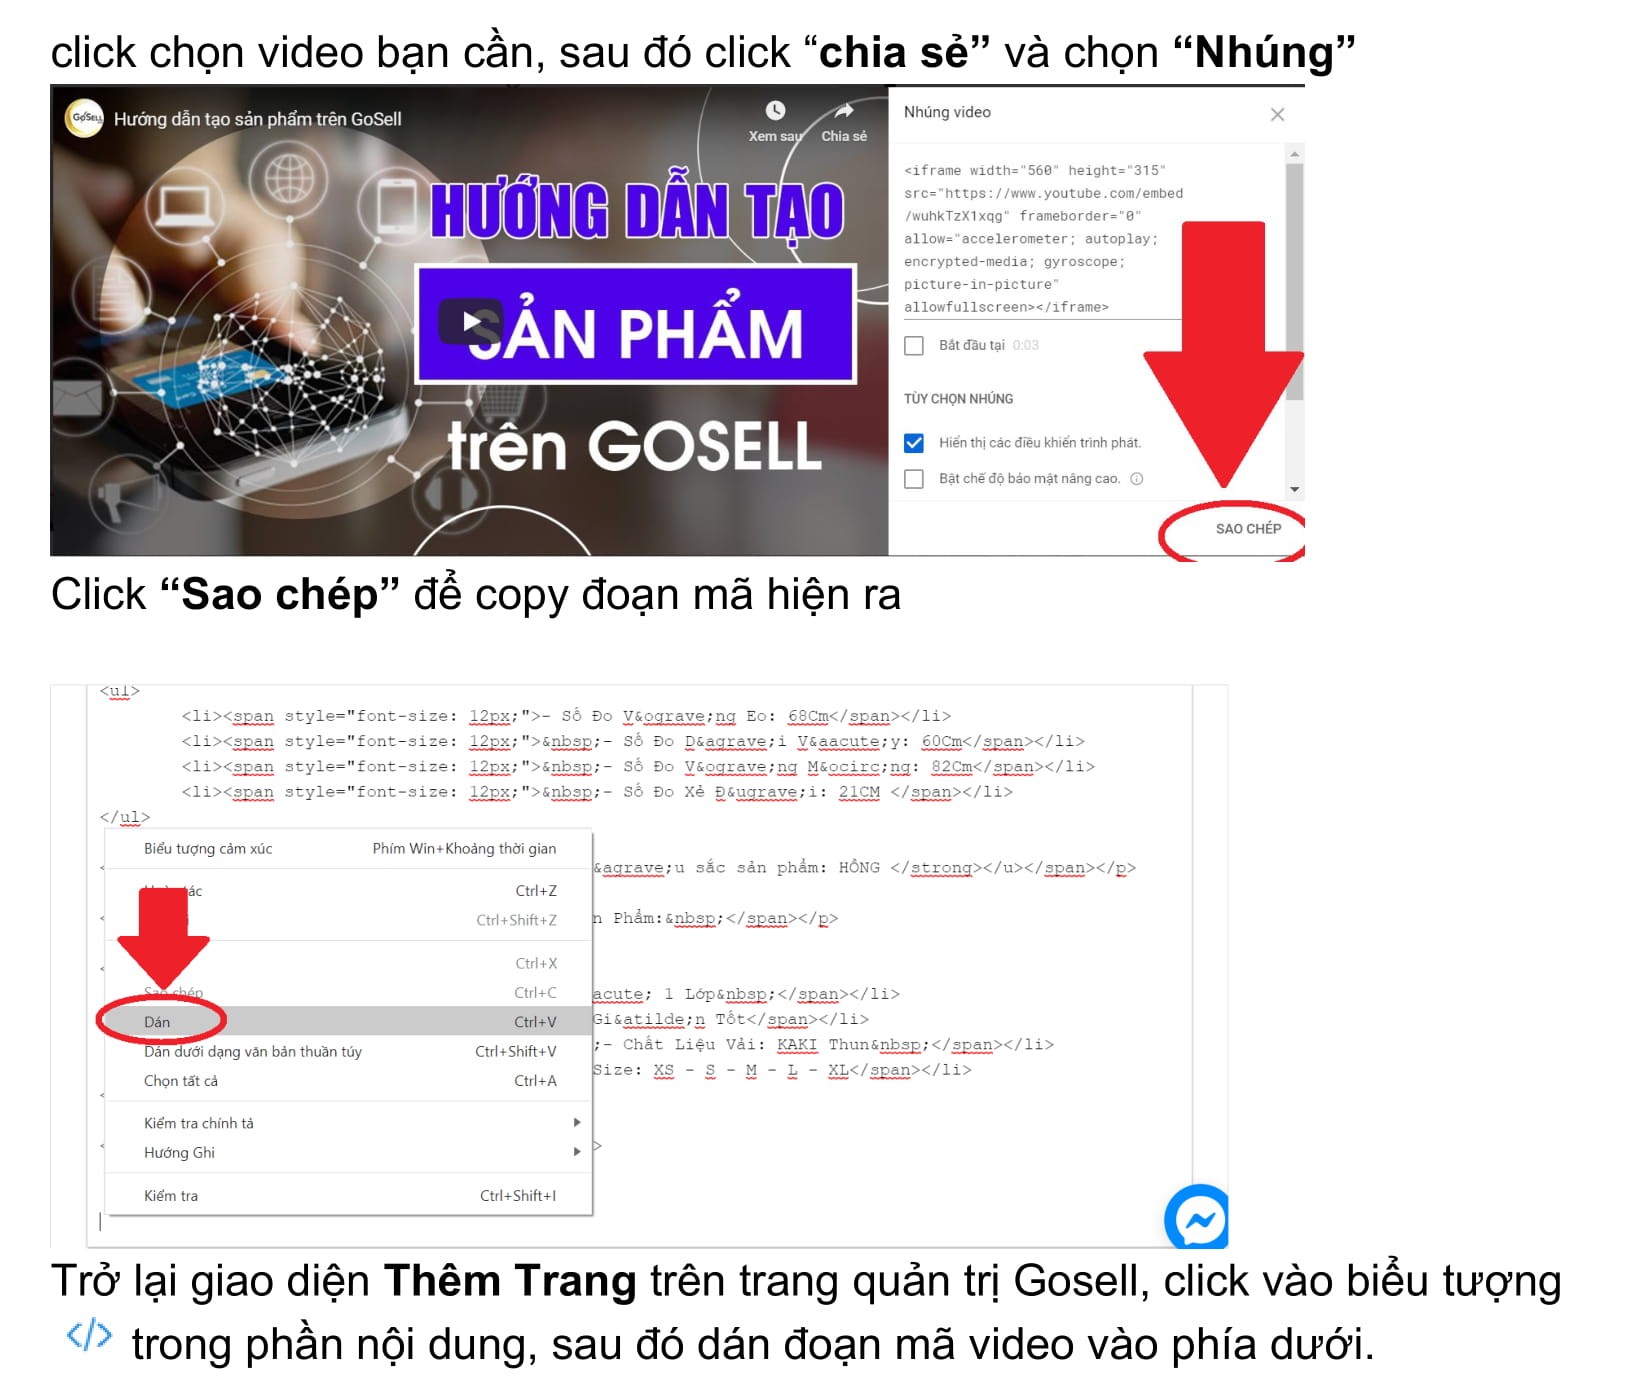 click chọn video bạn cần, sau đó click “chia sẻ” và chọn “Nhúng”
GoSELL
Hướng dẫn tạo sản phẩm trên GoSell
Xem sau
Chia sẻ
HƯỚNG DẪN TẠO
SẢN PHẨM
trên GOSELL
Nhúng video
<iframe width="560" height="315"
src="https://www.youtube.com/embed
/wuhkTzX1xqg" frameborder="0"
allow="accelerometer; autoplay;
encrypted-media; gyroscope;
picture-in-picture"
allowfullscreen></iframe>
Bắt đầu tại 0:03
TÙY CHỌN NHÚNG
Hiển thị các điều khiển trình phát.
Bật chế độ bảo mật nâng cao.
SAO CHÉP
Click “Sao chép” để copy đoạn mã hiện ra
<ul>
<li><span style="font-size: 12px;">- Số Đo V&ograve;ng Eo: 68Cm</span></li>
<li><span style="font-size: 12px;">&nbsp;- Số Đo D&agrave;i V&aacute;y: 60Cm</span></li>
<li><span style="font-size: 12px;">&nbsp;- Số Đo V&ograve;ng M&ocirc;ng: 82Cm</span></li>
<li><span style="font-size: 12px;">&nbsp;- Số Đo Xẻ Đ&ugrave;i: 21CM </span></li>
</ul>
Biểu tượng cảm xúc Phím Win+Khoảng thời gian
&agrave;u sắc sản phẩm: HỒNG </strong></u></span></p>
tác Ctrl+Z
Ctrl+Shift+Z
n Phẩm:&nbsp;</span></p>
Ctrl+X
Sao chép Ctrl+C
acute; 1 Lớp&nbsp;</span></li>
Dán Ctrl+V
Gi&atilde;n Tốt</span></li>
Dán dưới dạng văn bản thuần túy Ctrl+Shift+V
;- Chất Liệu Vải: KAKI Thun&nbsp;</span></li>
Size: XS - S - M - L - XL</span></li>
Chọn tất cả Ctrl+A
Kiểm tra chính tả
Hướng Ghi
>
Kiểm tra Ctrl+Shift+I
Trở lại giao diện Thêm Trang trên trang quản trị Gosell, click vào biểu tượng
</> trong phần nội dung, sau đó dán đoạn mã video vào phía dưới.